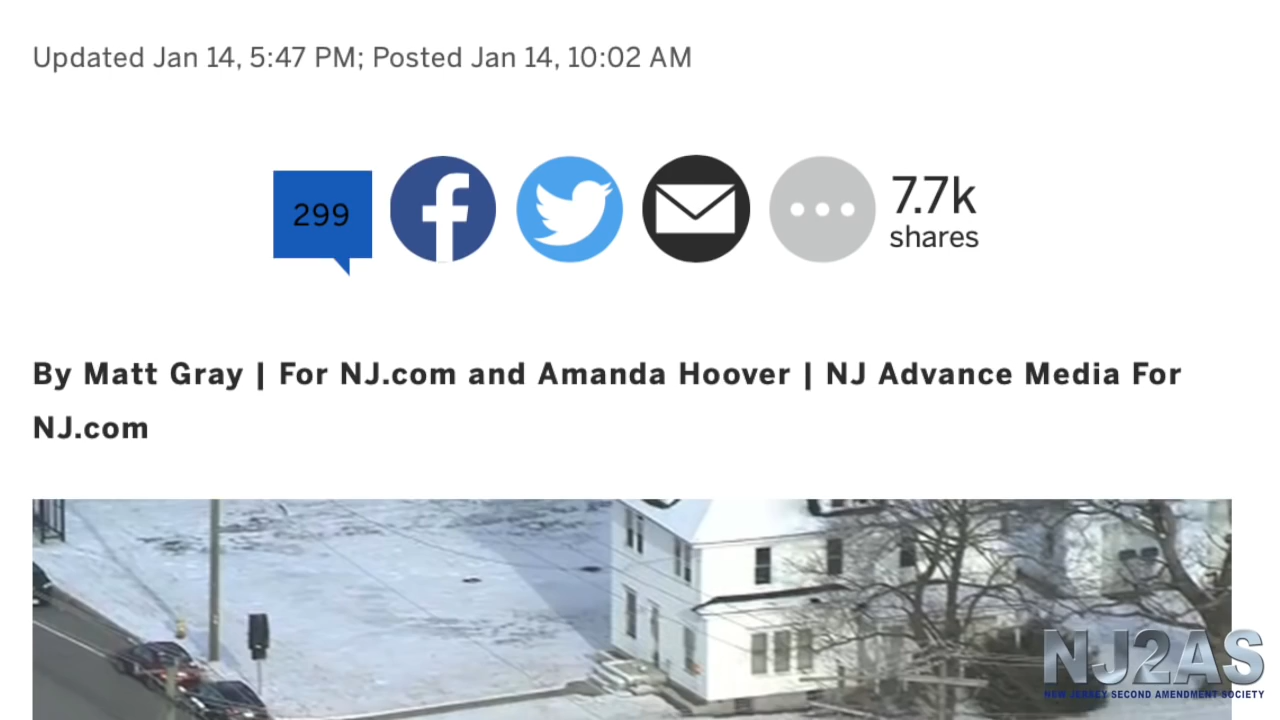 Updated Jan 14, 5:47 PM; Posted Jan 14, 10:02 AM
299
7.7k
shares
By Matt Gray | For NJ.com and Amanda Hoover | NJ Advance Media For
NJ.com
NJ2AS
NEW JERSEY SECOND AMENDMENT SOCIETY